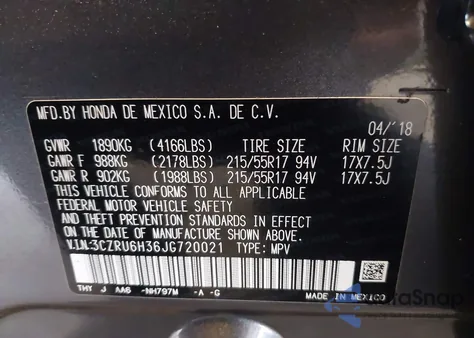 MFD.BY HONDA DE MEXICO S.A. DE C.V.
04/'18
GVWR 1890KG (4166LBS) TIRE SIZE RIM SIZE
GAWR F 988KG (2178LBS) 215/55R17 94V 17X7.5J
GAWR R 902KG (1988LBS) 215/55R17 94V 17X7.5J
THIS VEHICLE CONFORMS TO ALL APPLICABLE
FEDERAL MOTOR VEHICLE SAFETY
AND THEFT PREVENTION STANDARDS IN EFFECT
ON THE DATE OF MANUFACTURE SHOWN ABOVE.
V.I.N:3CZRU6H36JG720021 TYPE: MPV
THY J AA6 -NH797M -A -G
MADE IN MEXICO